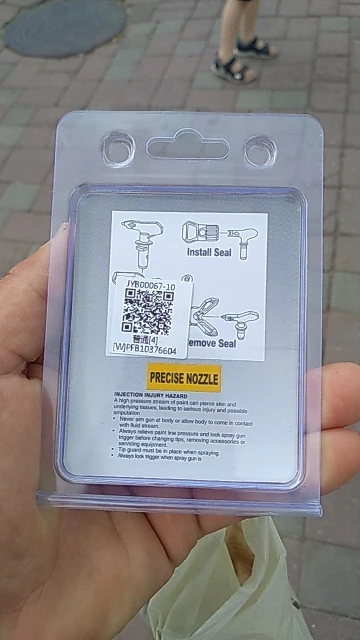 Install Seal
JYB00067-10
普通[4]
[W]PFB10376604
emove Seal
PRECISE NOZZLE
INJECTION INJURY HAZARD
A high pressure stream of paint can pierce skin and
underlying tissues, leading to serious injury and possible
amputation.
• Never aim gun at body or allow body to come in contact
with fluid stream.
• Always relieve paint line pressure and lock spray gun
trigger before changing tips, removing accessories or
servicing equipment.
• Tip guard must be in place when spraying.
• Always lock trigger when spray gun is